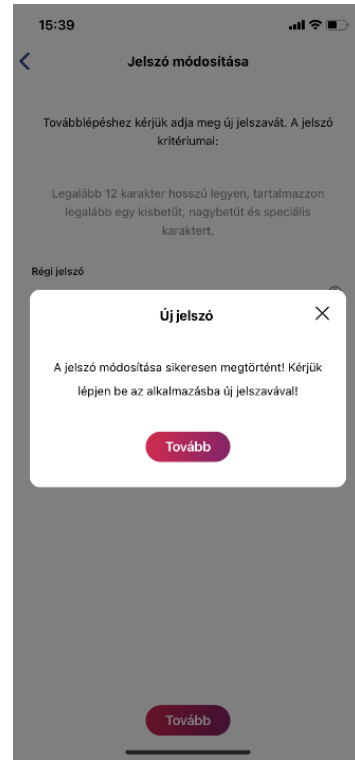 15:39
Jelszó módosítása
Továbblépéshez kérjük adja meg új jelszavát. A jelszó
kritériumai:
Legalább 12 karakter hosszú legyen, tartalmazzon
legalább egy kisbetűt, nagybetűt és speciális
karaktert.
Régi jelszó
Új jelszó
A jelszó módosítása sikeresen megtörtént! Kérjük
lépjen be az alkalmazásba új jelszavával!
Tovább
Tovább